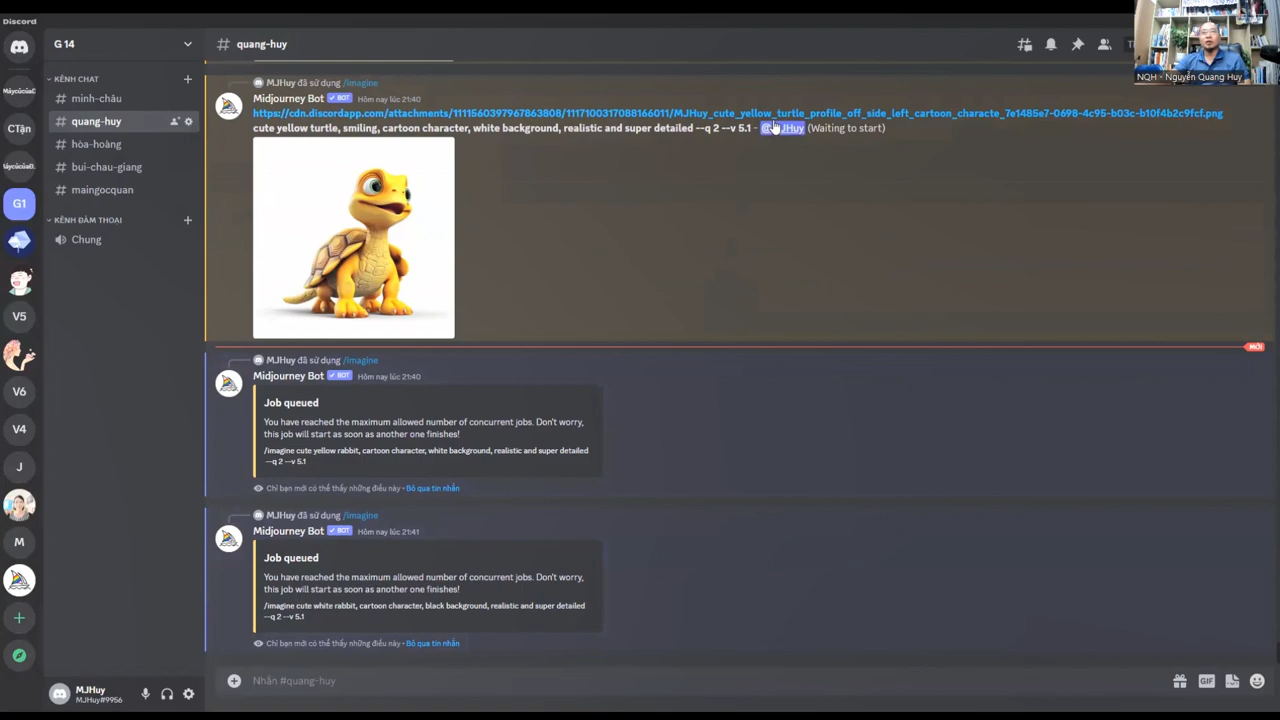 Discord
G 14
# quang-huy
KÊNH CHAT
# minh-châu
# quang-huy
# hòa-hoàng
# bui-chau-giang
# maingocquan
KÊNH ĐÀM THOẠI
Chung
CTận
G1
V5
V6
V4
J
M
MJHuy
MJHuy#9956
MJHuy đã sử dụng /imagine
Midjourney Bot BOT Hôm nay lúc 21:40
https://cdn.discordapp.com/attachments/1111560397967863808/1117100317088166011/MJHuy_cute_yellow_turtle_profile_off_side_left_cartoon_characte_7e1485e7-0698-4c95-b03c-b10f4b2c9fcf.png
cute yellow turtle, smiling, cartoon character, white background, realistic and super detailed --q 2 --v 5.1 - @MJHuy (Waiting to start)
MỚI
MJHuy đã sử dụng /imagine
Midjourney Bot BOT Hôm nay lúc 21:40
Job queued
You have reached the maximum allowed number of concurrent jobs. Don't worry,
this job will start as soon as another one finishes!
/imagine cute yellow rabbit, cartoon character, white background, realistic and super detailed
--q 2 --v 5.1
Chỉ bạn mới có thể thấy những điều này • Bỏ qua tin nhắn
MJHuy đã sử dụng /imagine
Midjourney Bot BOT Hôm nay lúc 21:41
Job queued
You have reached the maximum allowed number of concurrent jobs. Don't worry,
this job will start as soon as another one finishes!
/imagine cute white rabbit, cartoon character, black background, realistic and super detailed
--q 2 --v 5.1
Chỉ bạn mới có thể thấy những điều này • Bỏ qua tin nhắn
Nhắn #quang-huy
GIF
NQH - Nguyễn Quang Huy